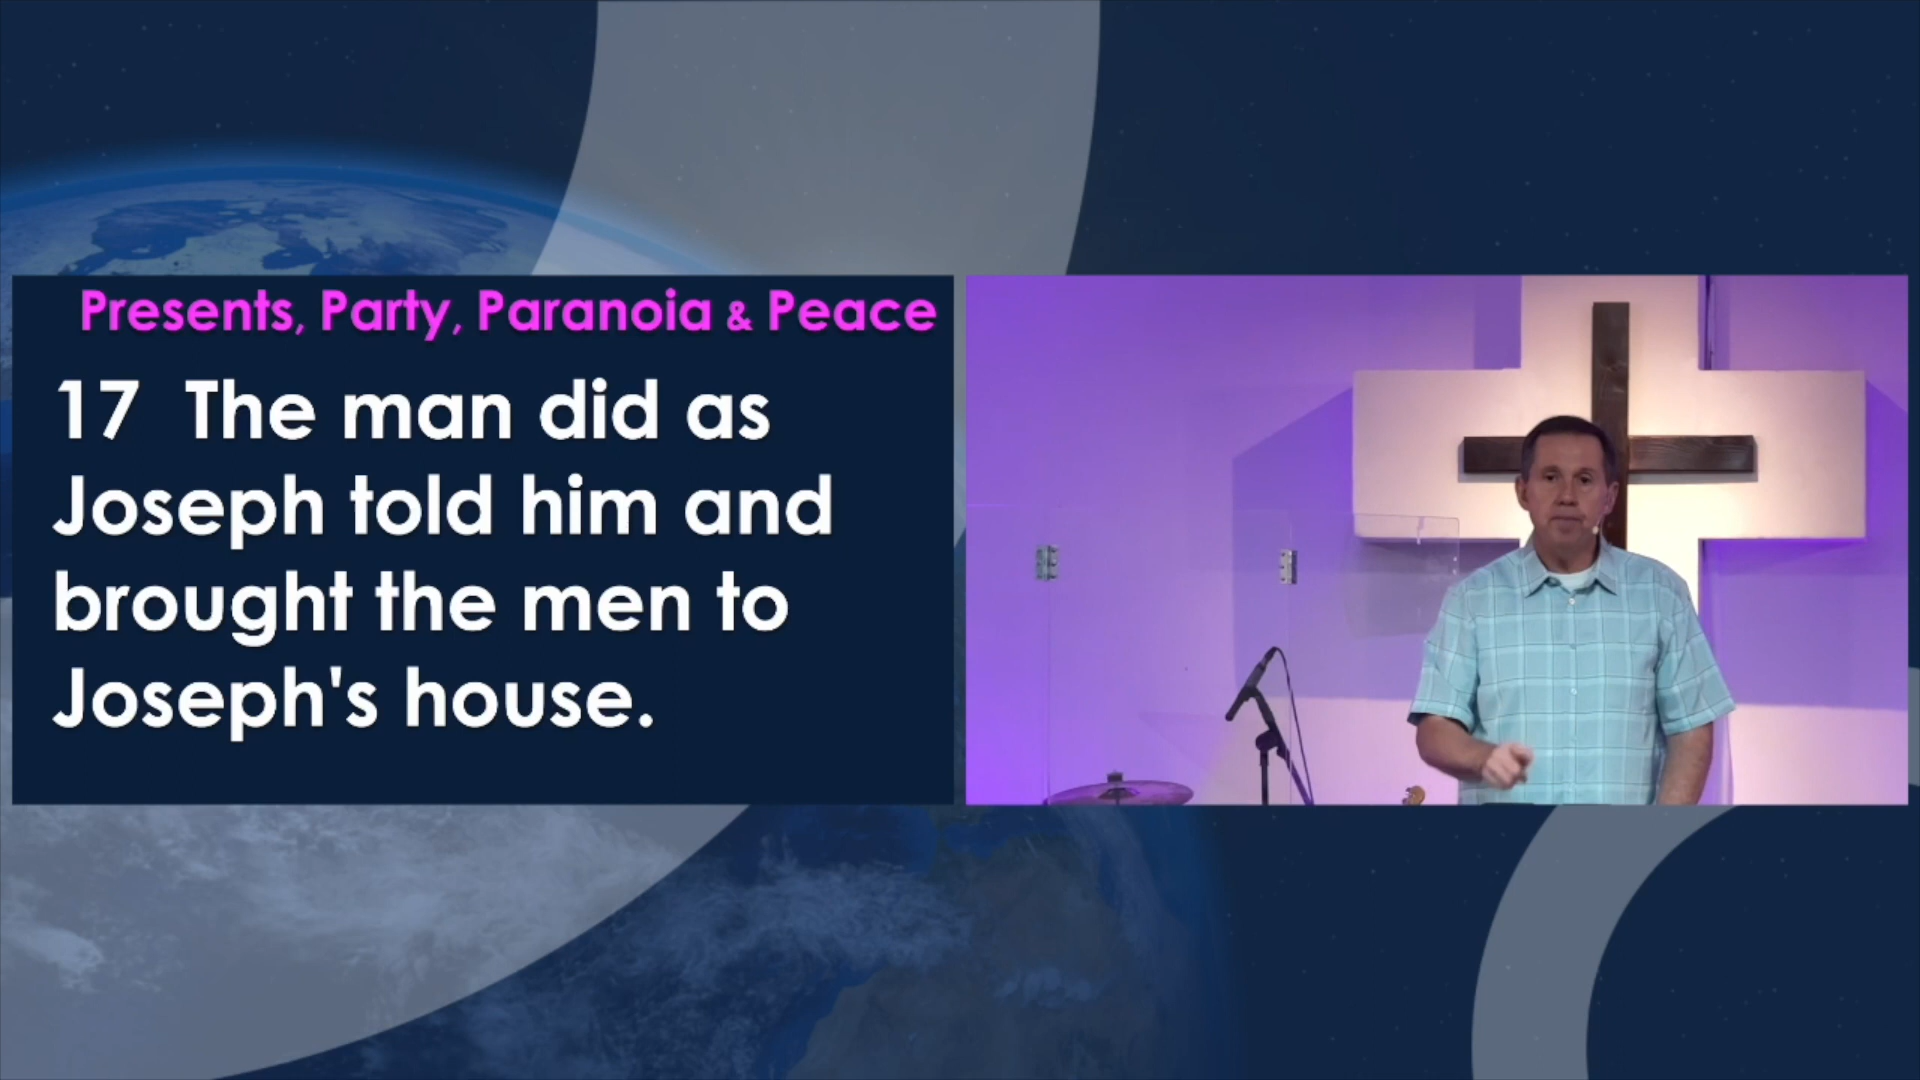 Presents, Party, Paranoia & Peace
17 The man did as
Joseph told him and
brought the men to
Joseph's house.